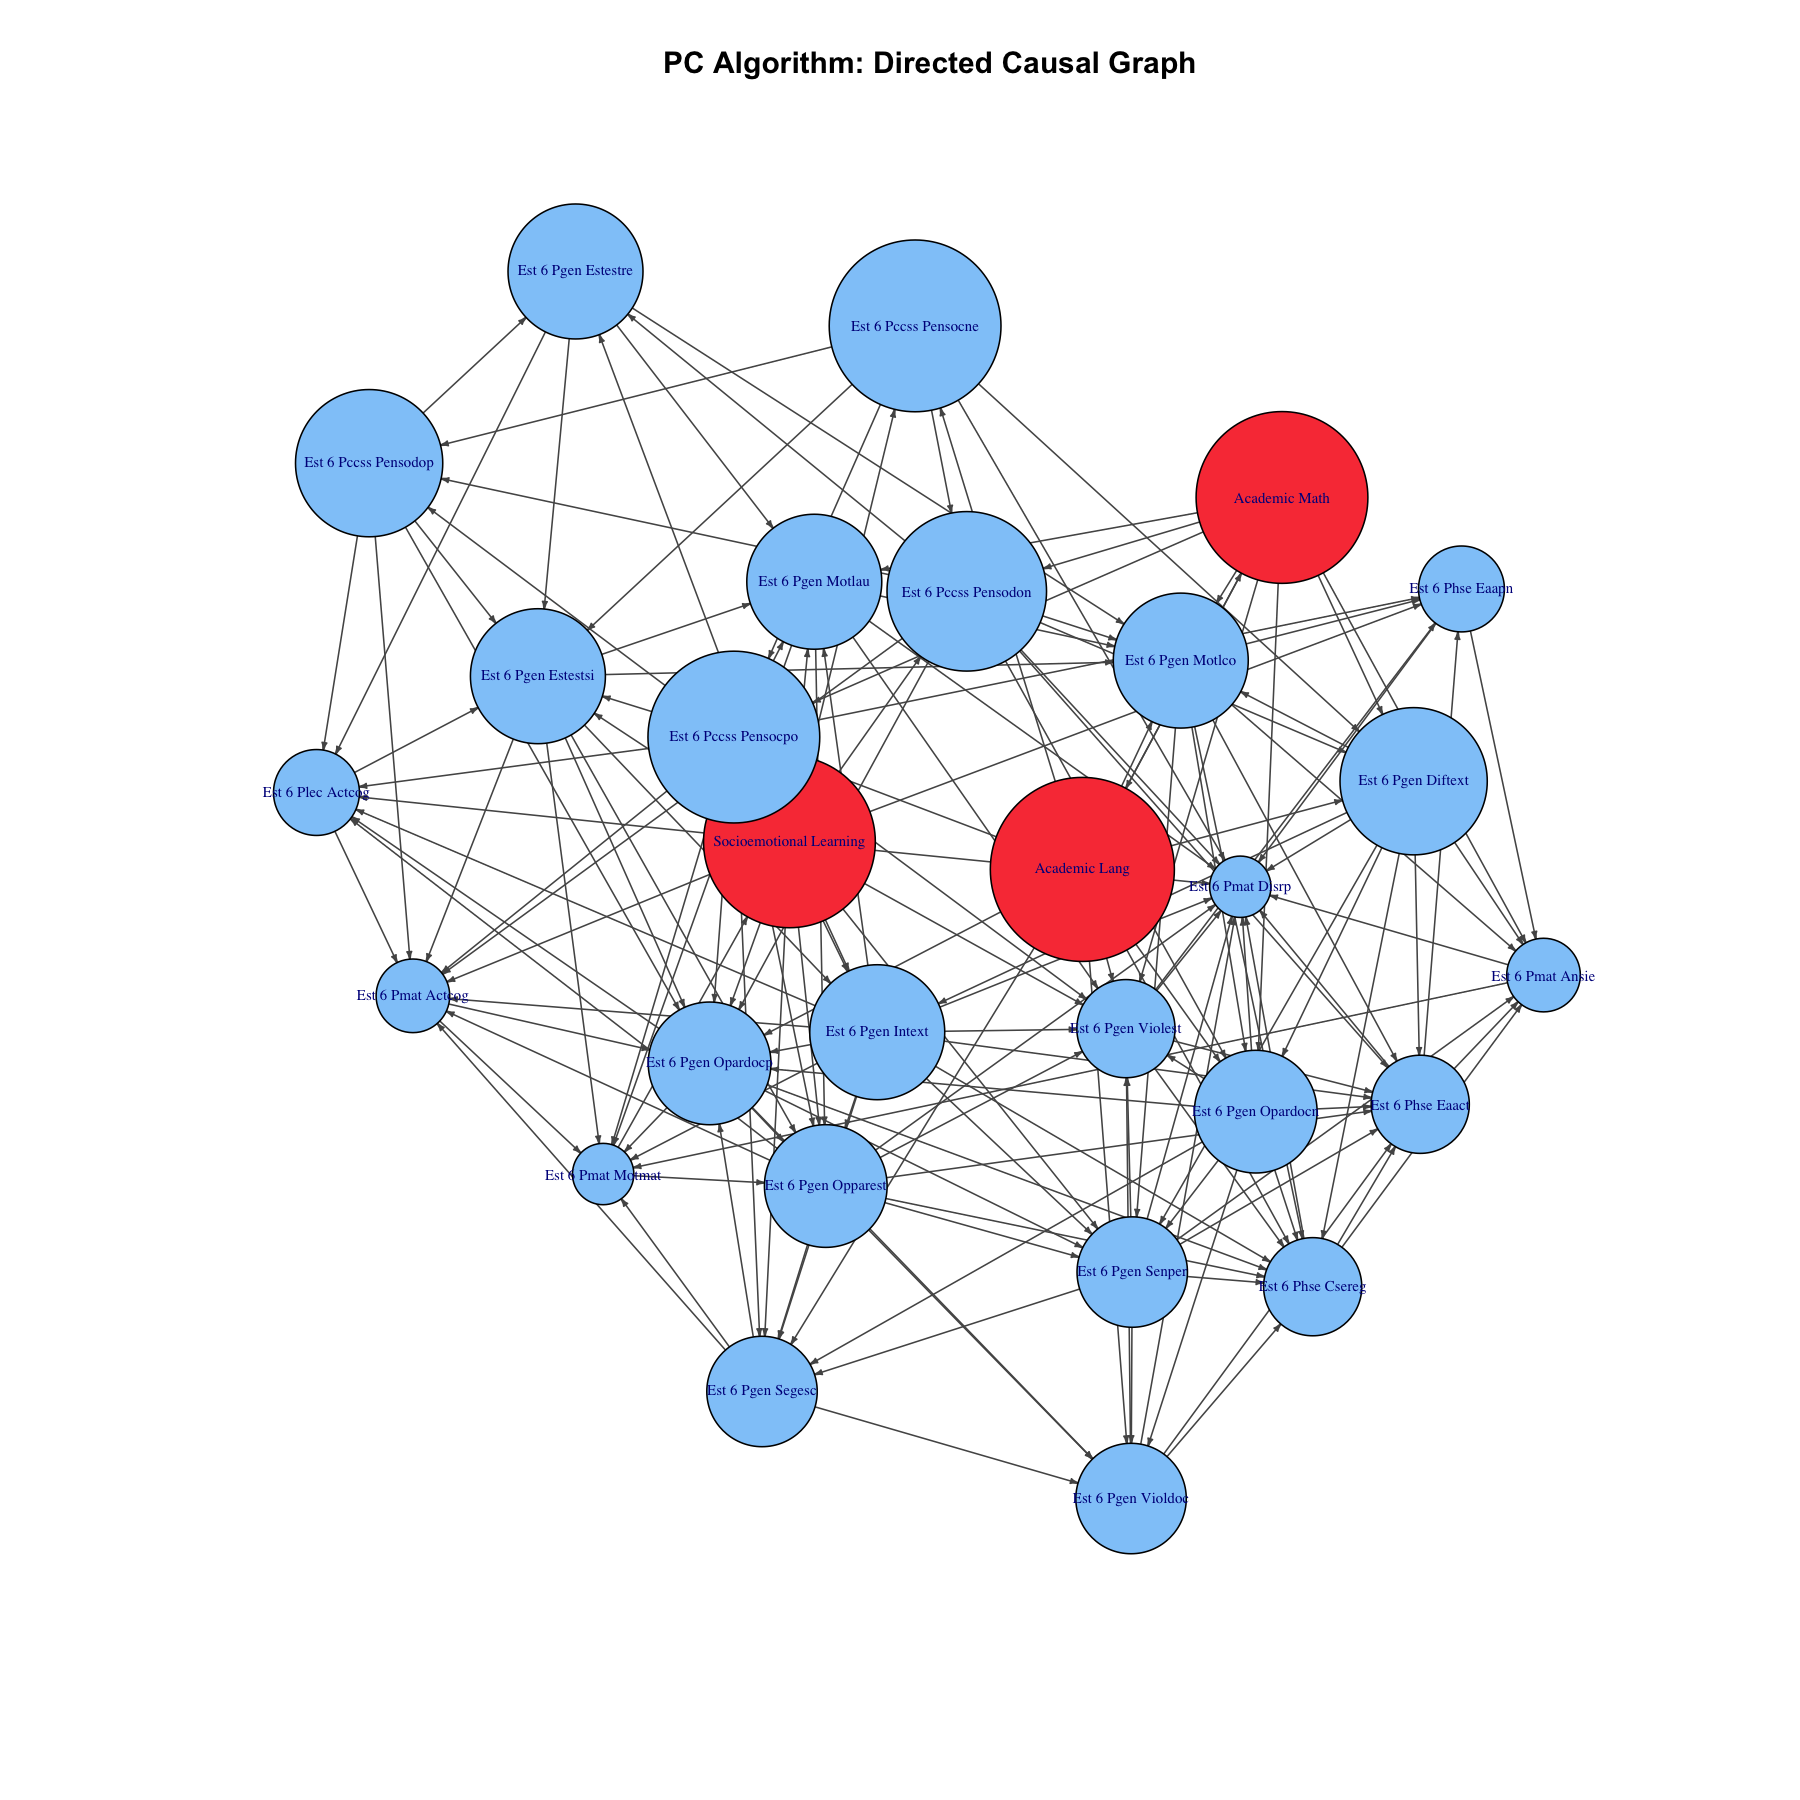 PC Algorithm: Directed Causal Graph
Est 6 Pgen Estestre
Est 6 Pccss Pensocne
Est 6 Pccss Pensodop
Academic Math
Est 6 Pgen Motlau
Est 6 Pccss Pensodon
Est 6 Phse Eaapn
Est 6 Pgen Motlco
Est 6 Pgen Estestsi
Est 6 Pccss Pensocpo
Est 6 Pgen Diftext
Est 6 Plec Actcog
Socioemotional Learning
Academic Lang
Est 6 Pmat Disrp
Est 6 Pmat Ansie
Est 6 Pmat Actcog
Est 6 Pgen Intext
Est 6 Pgen Violest
Est 6 Pgen Opardocp
Est 6 Pgen Opardocn
Est 6 Phse Eaact
Est 6 Pmat Motmat
Est 6 Pgen Opparest
Est 6 Pgen Senper
Est 6 Phse Csereg
Est 6 Pgen Segesc
Est 6 Pgen Violdoc